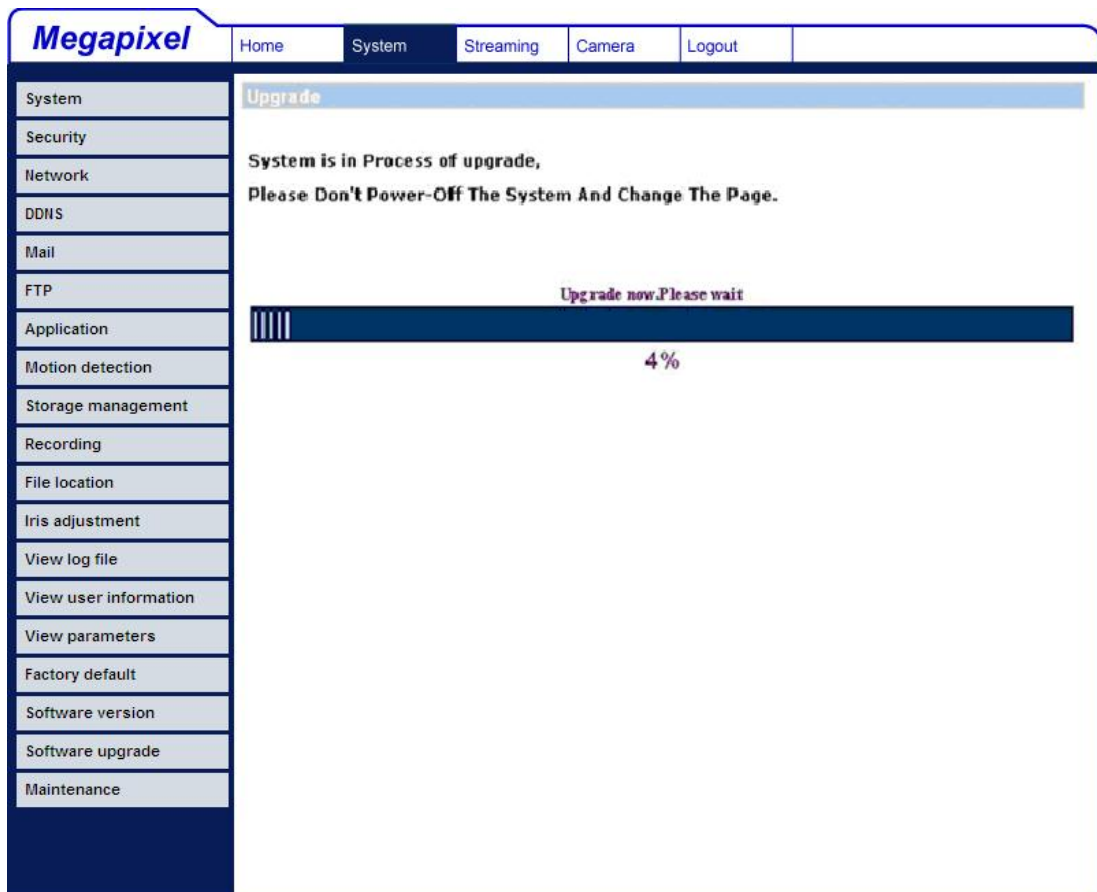 Megapixel
Home System Streaming Camera Logout
System
Security
Network
DDNS
Mail
FTP
Application
Motion detection
Storage management
Recording
File location
Iris adjustment
View log file
View user information
View parameters
Factory default
Software version
Software upgrade
Maintenance
Upgrade
System is in Process of upgrade,
Please Don't Power-Off The System And Change The Page.
Upgrade now.Please wait
4%